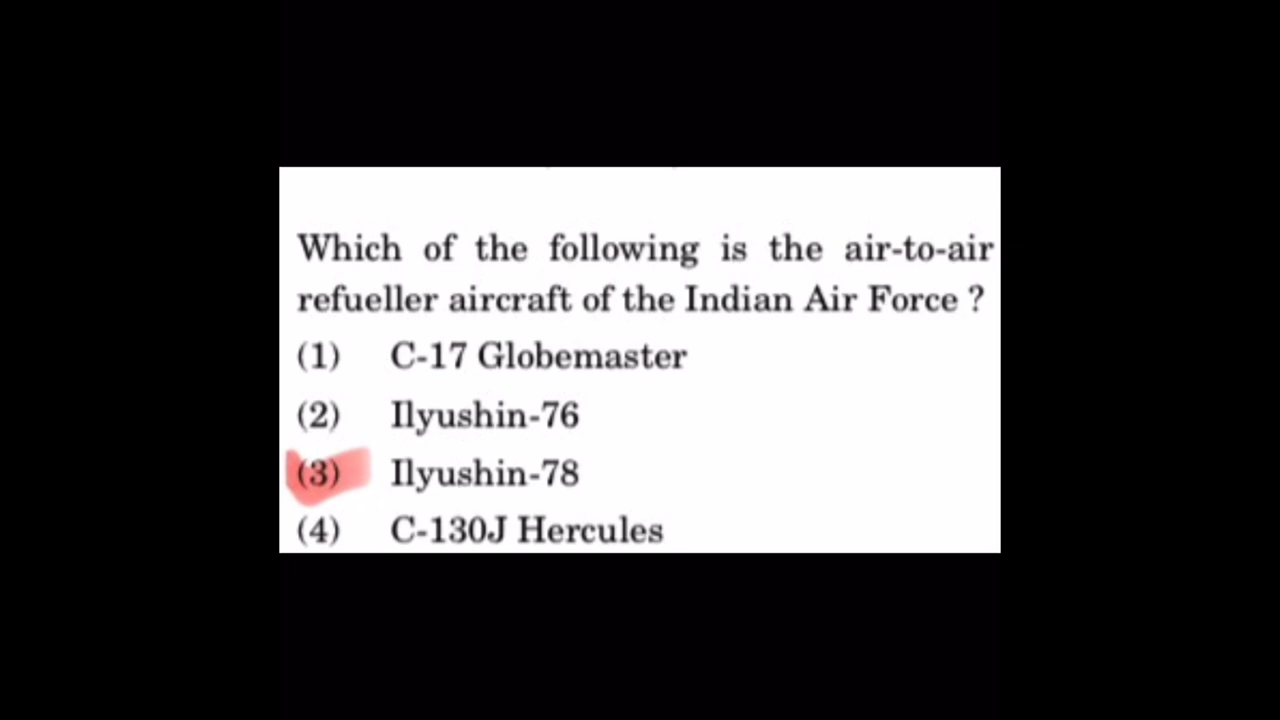 Which of the following is the air-to-air
refueller aircraft of the Indian Air Force ?
(1) C-17 Globemaster
(2) Ilyushin-76
(3) Ilyushin-78
(4) C-130J Hercules